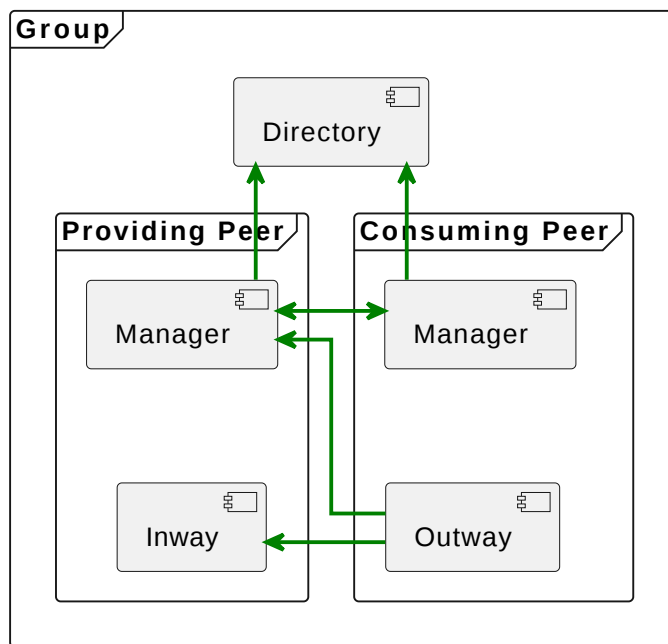 Group
Directory
Providing Peer
Consuming Peer
Manager
Manager
Inway
Outway